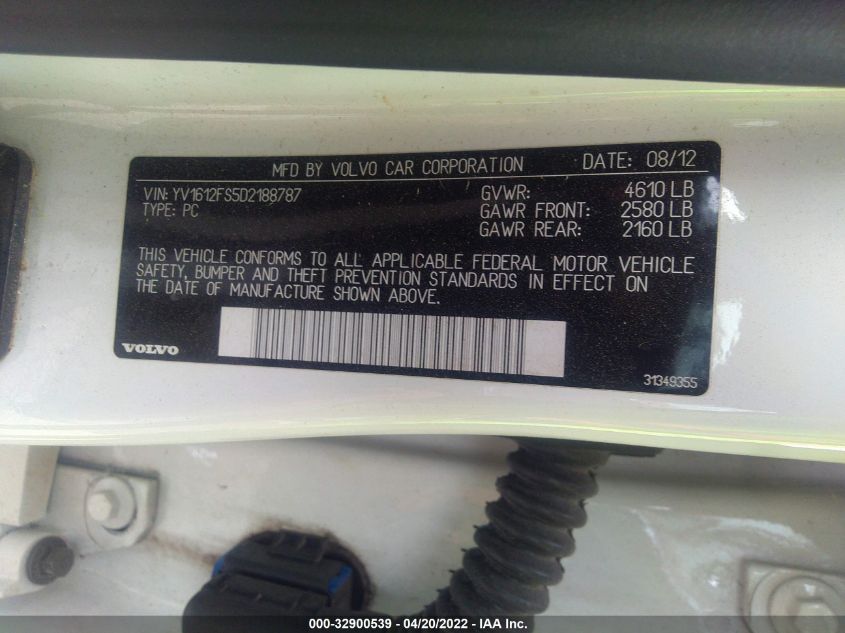 MFD BY VOLVO CAR CORPORATION DATE: 08/12
VIN: YV1612FS5D2188787 GVWR: 4610 LB
TYPE: PC GAWR FRONT: 2580 LB
GAWR REAR: 2160 LB
THIS VEHICLE CONFORMS TO ALL APPLICABLE FEDERAL MOTOR VEHICLE
SAFETY, BUMPER AND THEFT PREVENTION STANDARDS IN EFFECT ON
THE DATE OF MANUFACTURE SHOWN ABOVE.
VOLVO
31349355
000-32900539 - 04/20/2022 - IAA Inc.